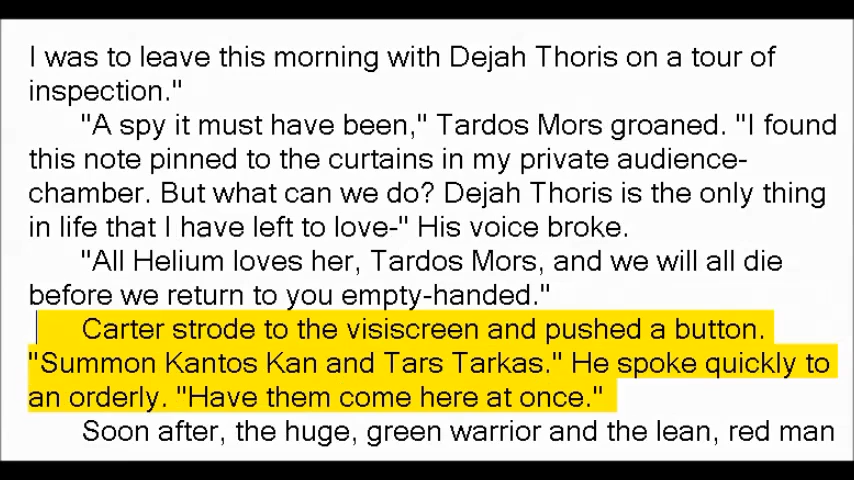 I was to leave this morning with Dejah Thoris on a tour of
inspection."
"A spy it must have been," Tardos Mors groaned. "I found
this note pinned to the curtains in my private audience-
chamber. But what can we do? Dejah Thoris is the only thing
in life that I have left to love-" His voice broke.
"All Helium loves her, Tardos Mors, and we will all die
before we return to you empty-handed."
Carter strode to the visiscreen and pushed a button.
"Summon Kantos Kan and Tars Tarkas." He spoke quickly to
an orderly. "Have them come here at once."
Soon after, the huge, green warrior and the lean, red man